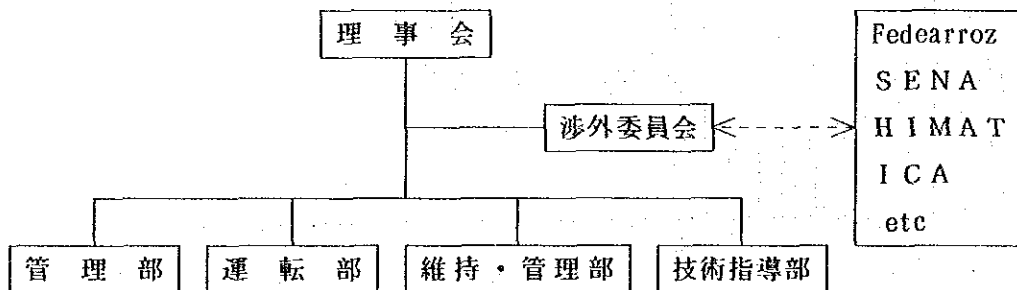 理事会
涉外委員会
Fedearroz
SENA
HIMAT
ICA
etc
管理部
運転部
維持・管理部
技術指導部